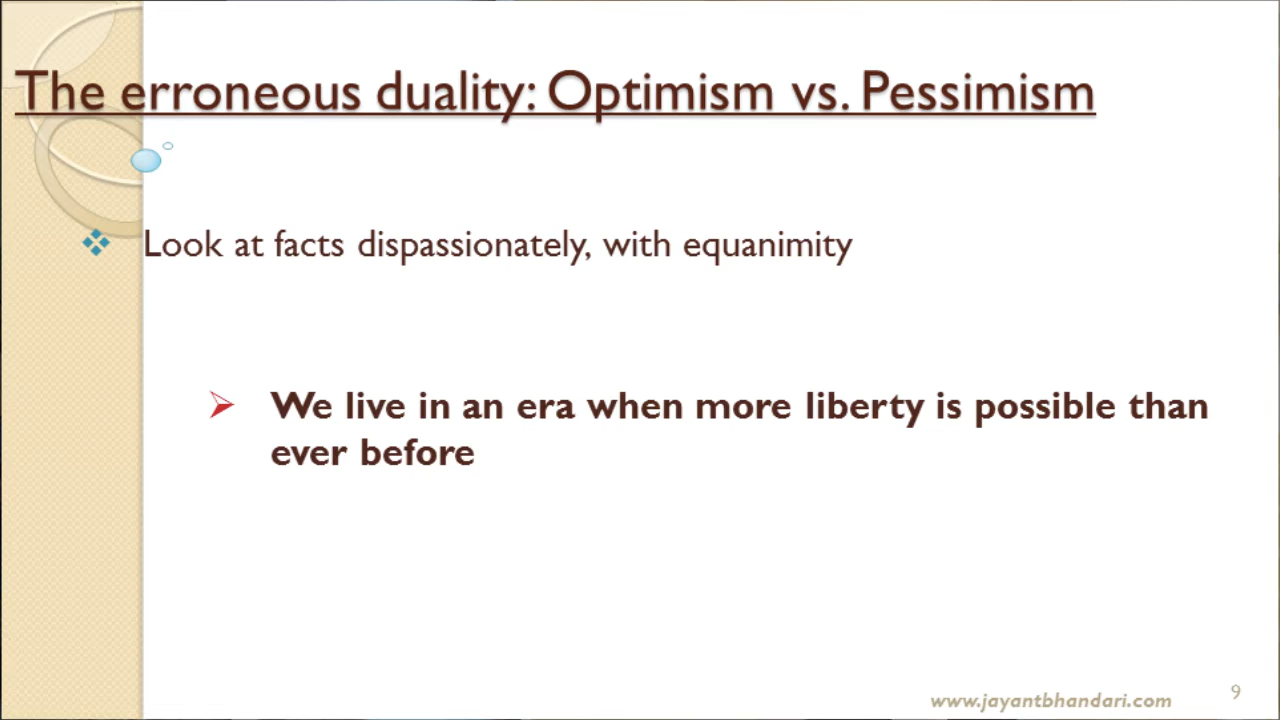 The erroneous duality: Optimism vs. Pessimism
Look at facts dispassionately, with equanimity
We live in an era when more liberty is possible than
ever before
www.jayantbhandari.com
9